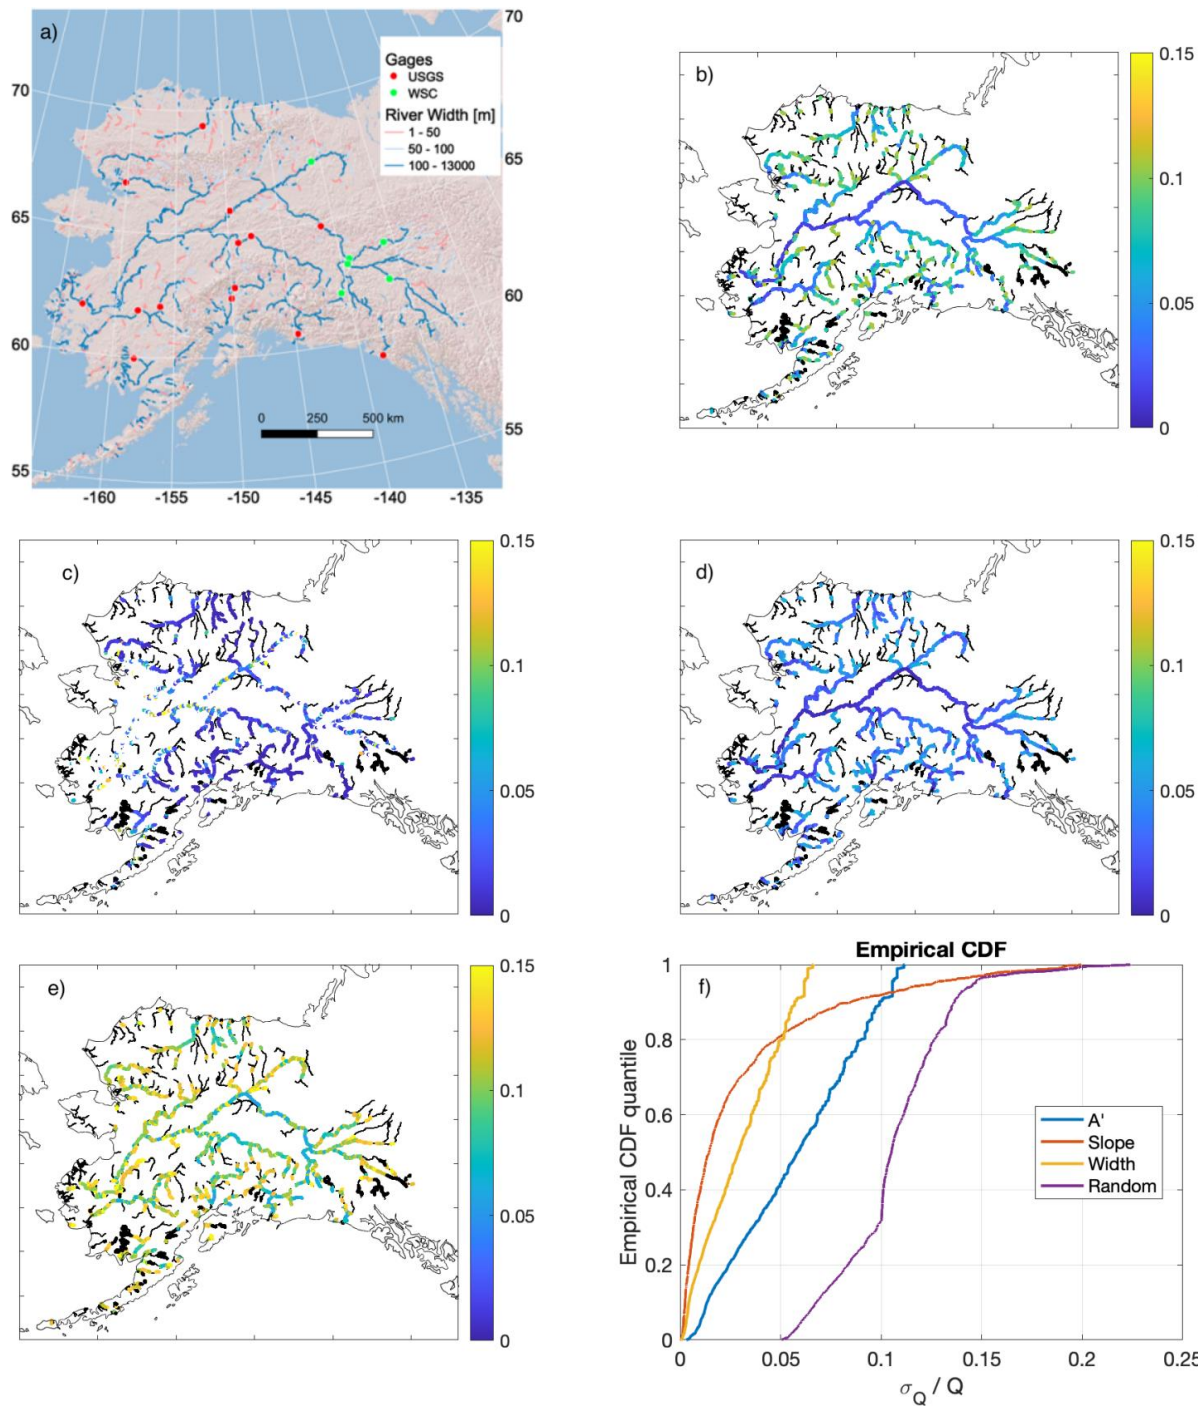 a)
70
Gages
USGS
WSC
River Width [m]
1 - 50
50 - 100
100 - 13000
70
65
65
60
60
0 250 500 km
55
55
-160 -155 -150 -145 -140 -135
b)
0.15
0.1
0.05
0
c)
0.15
0.1
0.05
0
d)
0.15
0.1
0.05
0
e)
0.15
0.1
0.05
0
Empirical CDF
f)
1
0.8
0.6
0.4
0.2
0
Empirical CDF quantile
A'
Slope
Width
Random
0 0.05 0.1 0.15 0.2 0.25
σQ / Q